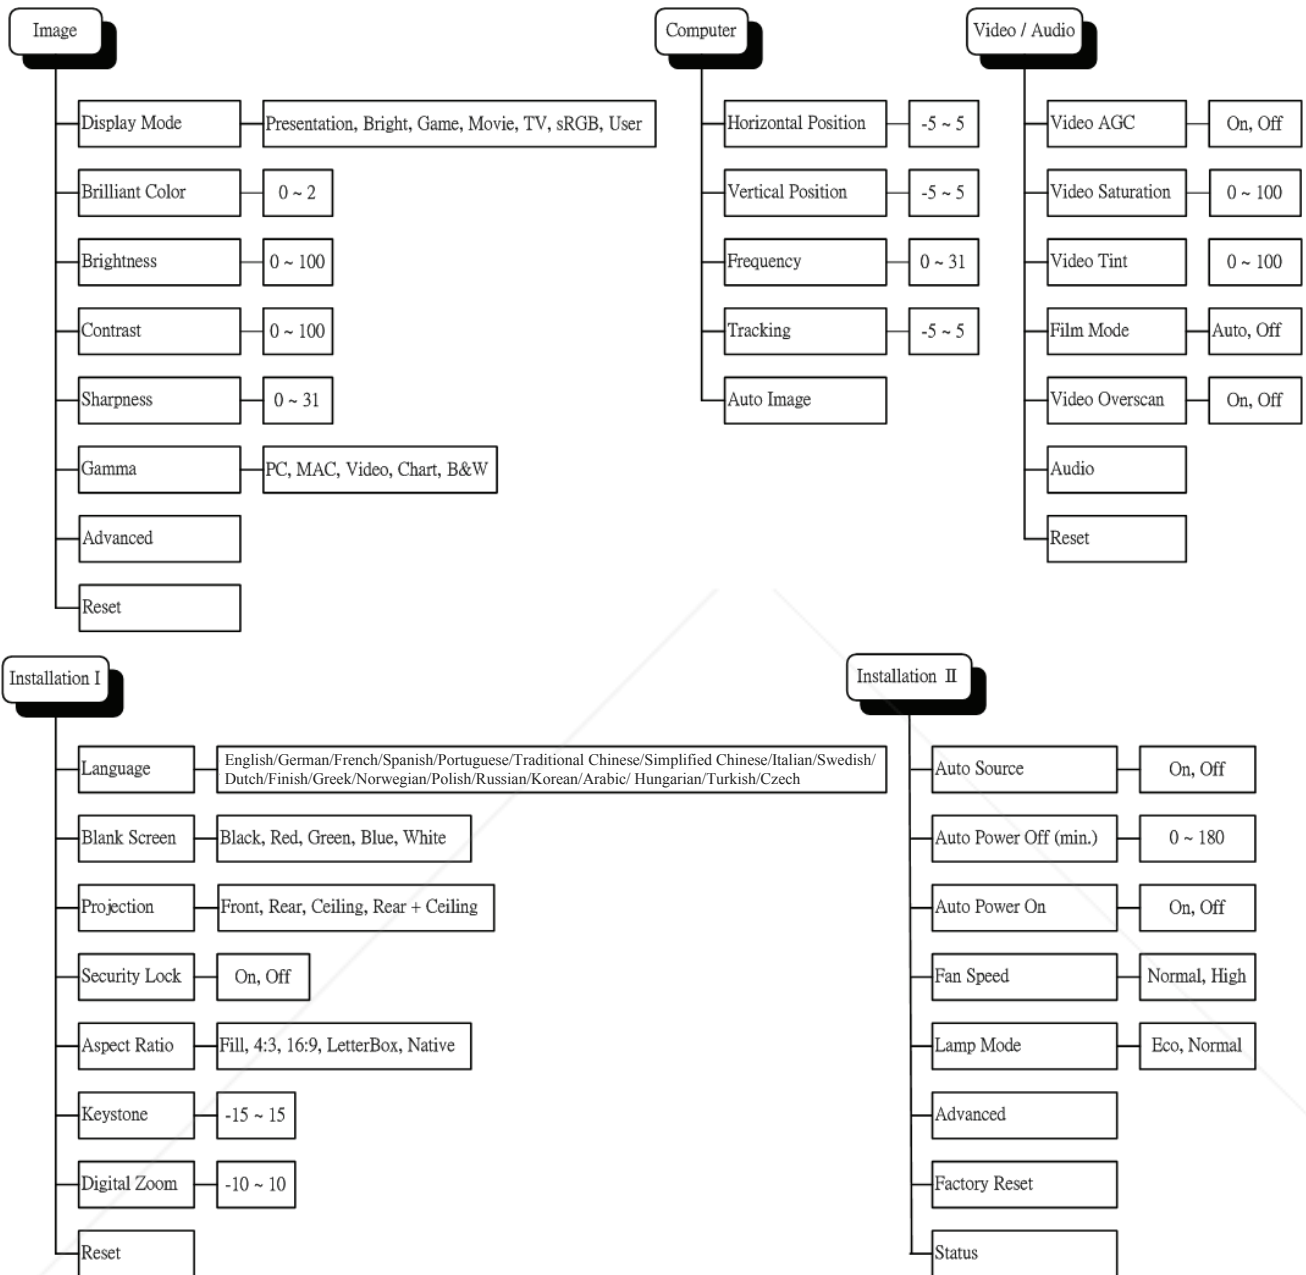 Image
Display Mode
Presentation, Bright, Game, Movie, TV, sRGB, User
Brilliant Color
0 ~ 2
Brightness
0 ~ 100
Contrast
0 ~ 100
Sharpness
0 ~ 31
Gamma
PC, MAC, Video, Chart, B&W
Advanced
Reset
Computer
Horizontal Position
-5 ~ 5
Vertical Position
-5 ~ 5
Frequency
0 ~ 31
Tracking
-5 ~ 5
Auto Image
Video / Audio
Video AGC
On, Off
Video Saturation
0 ~ 100
Video Tint
0 ~ 100
Film Mode
Auto, Off
Video Overscan
On, Off
Audio
Reset
Installation I
Language
English/German/French/Spanish/Portuguese/Traditional Chinese/Simplified Chinese/Italian/Swedish/
Dutch/Finish/Greek/Norwegian/Polish/Russian/Korean/Arabic/ Hungarian/Turkish/Czech
Blank Screen
Black, Red, Green, Blue, White
Projection
Front, Rear, Ceiling, Rear + Ceiling
Security Lock
On, Off
Aspect Ratio
Fill, 4:3, 16:9, LetterBox, Native
Keystone
-15 ~ 15
Digital Zoom
-10 ~ 10
Reset
Installation Ⅱ
Auto Source
On, Off
Auto Power Off (min.)
0 ~ 180
Auto Power On
On, Off
Fan Speed
Normal, High
Lamp Mode
Eco, Normal
Advanced
Factory Reset
Status